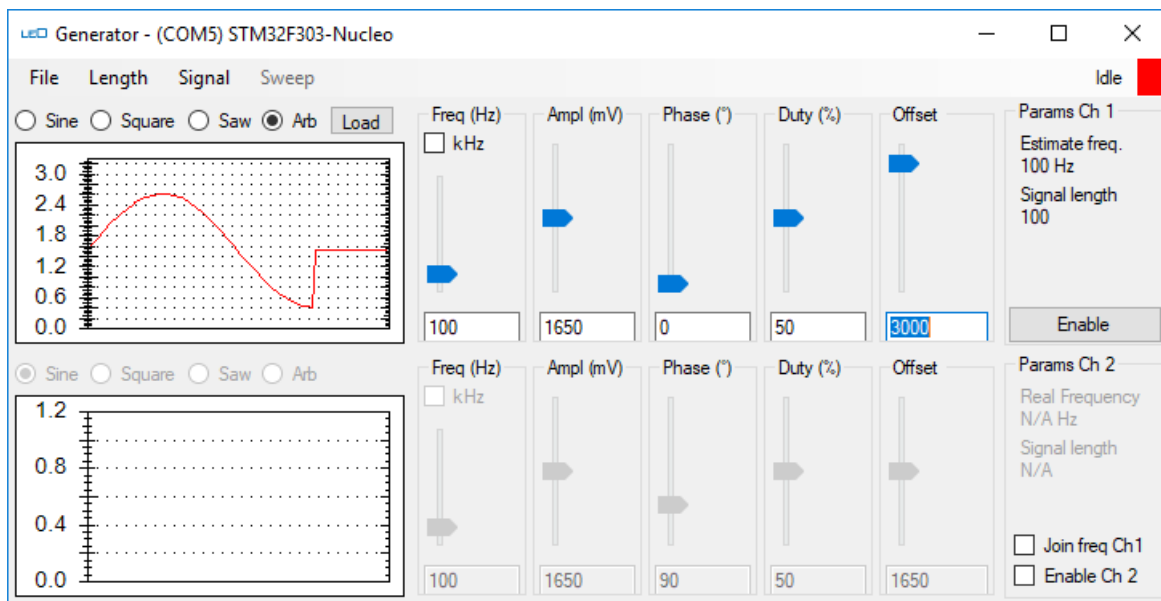 LEO Generator - (COM5) STM32F303-Nucleo
File Length Signal Sweep Idle
Sine Square Saw Arb Load
Freq (Hz) Ampl (mV) Phase (°) Duty (%) Offset Params Ch 1
kHz
Estimate freq.
100 Hz
Signal length
100
3.0
2.4
1.8
1.2
0.6
0.0
100 1650 0 50 3000 Enable
Sine Square Saw Arb
Freq (Hz) Ampl (mV) Phase (°) Duty (%) Offset Params Ch 2
kHz
Real Frequency
N/A Hz
Signal length
N/A
1.2
0.8
0.4
0.0
Join freq Ch1
100 1650 90 50 1650 Enable Ch 2